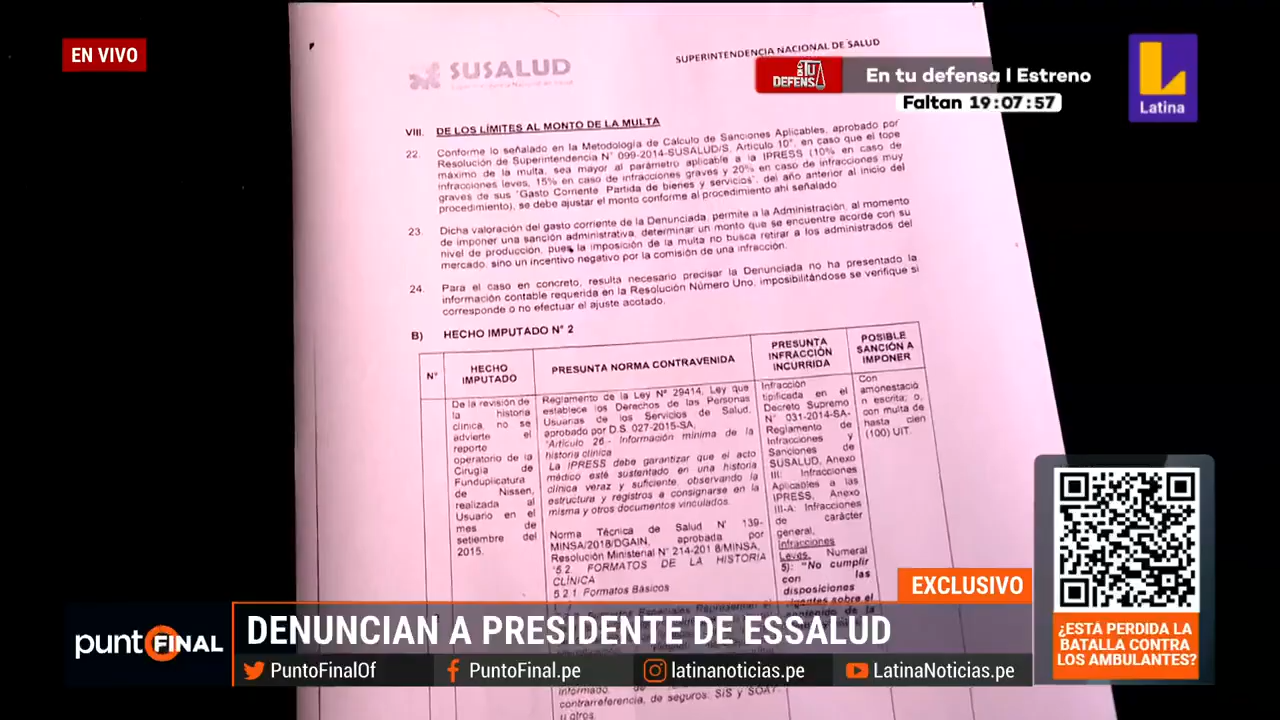 EN VIVO
SUSALUD
SUPERINTENDENCIA NACIONAL DE SALUD
A TU
DEFENSA
En tu defensa I Estreno
Faltan 19:07:57
Latina
VIII. DE LOS LÍMITES AL MONTO DE LA MULTA
22. Conforme lo señalado en la Metodología de Cálculo de Sanciones Aplicables, aprobado por
Resolución de Superintendencia N° 099-2014-SUSALUD/S, Artículo 10°, en caso que el tope
máximo de la multa, sea mayor al parámetro aplicable a la IPRESS (10% en caso de
infracciones leves, 15% en caso de infracciones graves y 20% en caso de infracciones muy
graves de sus "Gasto Corriente Partida de bienes y servicios", del año anterior al inicio del
procedimiento), se debe ajustar el monto conforme al procedimiento ahí señalado
23. Dicha valoración del gasto corriente de la Denunciada, permite a la Administración, al momento
de imponer una sanción administrativa, determinar un monto que se encuentre acorde con su
nivel de producción, pues la imposición de la multa no busca retirar a los administrados del
mercado, sino un incentivo negativo por la comisión de una infracción.
24. Para el caso en concreto, resulta necesario precisar la Denunciada no ha presentado la
información contable requerida en la Resolución Número Uno, imposibilitándose se verifique si
corresponde o no efectuar el ajuste acotado.
B) HECHO IMPUTADO N° 2
N°
HECHO
IMPUTADO
PRESUNTA NORMA CONTRAVENIDA
PRESUNTA
INFRACCIÓN
INCURRIDA
POSIBLE
SANCIÓN A
IMPONER
De la revisión de
la historia
clínica, no se
advierte el
reporte
operatorio de la
Cirugía de
Funduplicatura
de Nissen,
realizada al
Usuario en el
mes de
setiembre del
2015.
Reglamento de la Ley Nº 29414, Ley que
establece los Derechos de las Personas
Usuarias de los Servicios de Salud,
aprobado por D.S. 027-2015-SA,
"Artículo 26.- Información mínima de la
historia clínica
La IPRESS debe garantizar que el acto
médico esté sustentado en una historia
clínica veraz y suficiente, observando la
estructura y registros a consignarse en la
misma y otros documentos vinculados.
Norma Técnica de Salud N° 139-
MINSA/2018/DGAIN, aprobada por
Resolución Ministerial N° 214-201 8/MINSA,
"5.2. FORMATOS DE LA HISTORIA
CLÍNICA
5.2.1 Formatos Básicos
informado, de
contrarreferencia, de seguros: SIS y SOAT
u otros
Infracción
tipificada en el
Decreto Supremo
N° 031-2014-SA-
Reglamento de
Infracciones y
Sanciones de
SUSALUD, Anexo
III: Infracciones
Aplicables a las
IPRESS, Anexo
III-A: Infracciones
de carácter
general,
Infracciones
Leves, Numeral
5): "No cumplir
con las
disposiciones
vigentes sobre el
contenido de la
Con
amonestació
n escrita; o,
con multa de
hasta cien
(100) UIT.
EXCLUSIVO
punto FINAL
DENUNCIAN A PRESIDENTE DE ESSALUD
PuntoFinalOf
PuntoFinal.pe
latinanoticias.pe
LatinaNoticias.pe
¿ESTÁ PERDIDA LA
BATALLA CONTRA
LOS AMBULANTES?